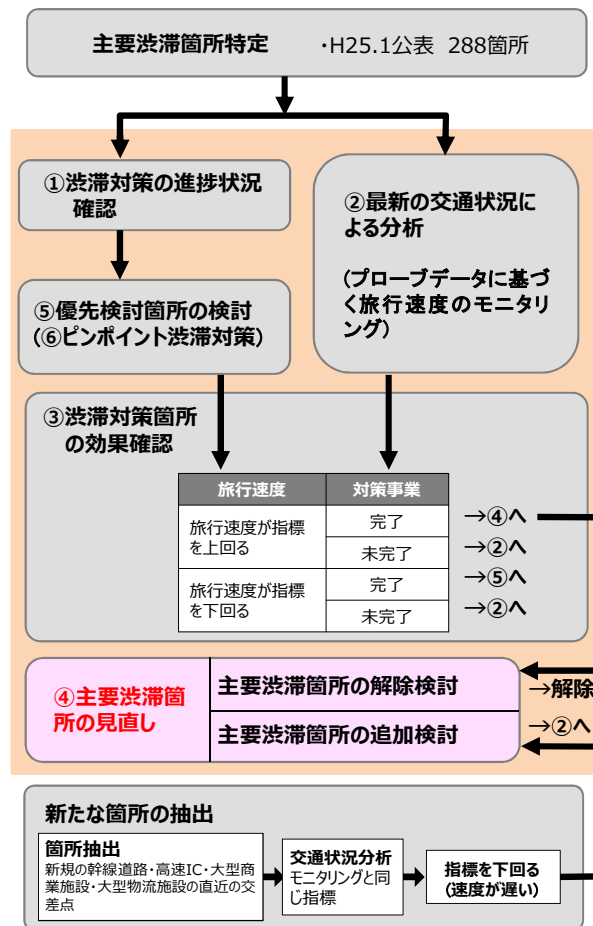 主要渋滞箇所特定　・H25.1公表 288箇所
①渋滞対策の進捗状況
確認
②最新の交通状況に
よる分析
(プローブデータに基づ
く旅行速度のモニタリ
ング)
⑤優先検討箇所の検討
(⑥ピンポイント渋滞対策)
③渋滞対策箇所
の効果確認
旅行速度　対策事業
旅行速度が指標
を上回る
完了　→④へ
未完了　→②へ
旅行速度が指標
を下回る
完了　→⑤へ
未完了　→②へ
④主要渋滞箇
所の見直し
主要渋滞箇所の解除検討　→解除
主要渋滞箇所の追加検討　→②へ
新たな箇所の抽出
箇所抽出
新規の幹線道路・高速IC・大型商
業施設・大型物流施設の直近の交
差点
交通状況分析
モニタリングと同
じ指標
指標を下回る
(速度が遅い)